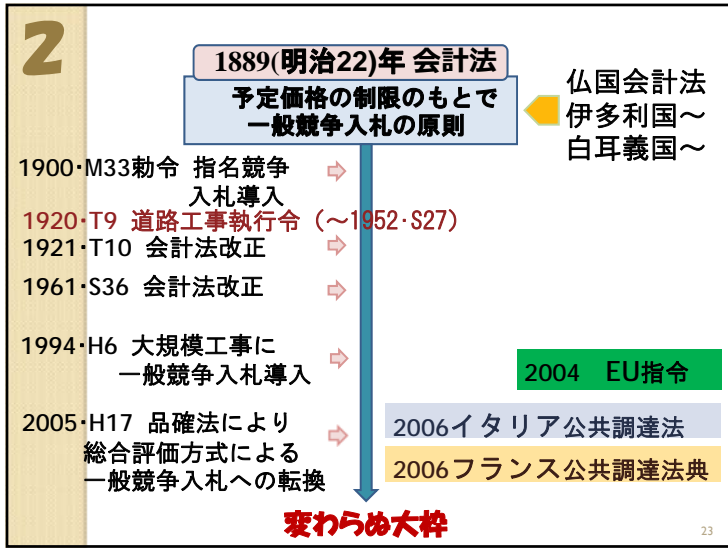 2
1889(明治22)年 会計法
予定価格の制限のもとで
一般競争入札の原則
仏国会計法
伊多利国～
白耳義国～
1900・M33勅令 指名競争
入札導入
1920・T9 道路工事執行令（～1952・S27）
1921・T10 会計法改正
1961・S36 会計法改正
1994・H6 大規模工事に
一般競争入札導入
2005・H17 品確法により
総合評価方式による
一般競争入札への転換
2004 EU指令
2006イタリア公共調達法
2006フランス公共調達法典
変わらぬ大枠
23